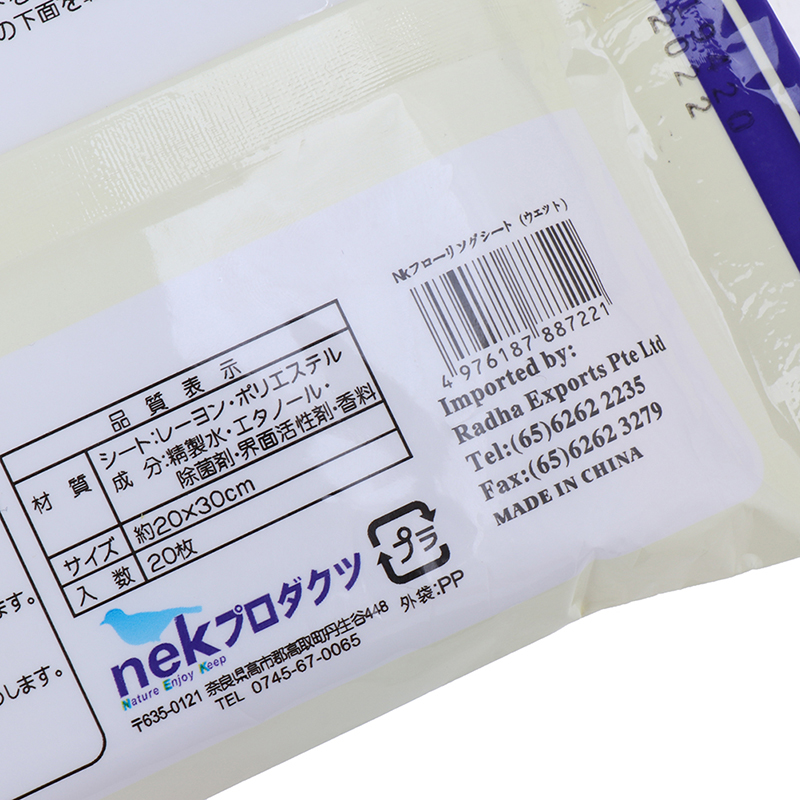 の下面を
2022
Nkフローリングシート (ウェット)
4 976187 887221
Imported by:
Radha Exports Pte Ltd
Tel:(65)6262 2235
Fax:(65)6262 3279
MADE IN CHINA
品質表示
材質 シート:レーヨン・ポリエステル
成分:精製水・エタノール・
除菌剤・界面活性剤・香料
サイズ 約20×30cm
入数 20枚
ます。
します。
プラ
外袋:PP
nekプロダクツ
Nature Enjoy Keep
〒635-0121 奈良県高市郡高取町丹生谷448
TEL 0745-67-0065